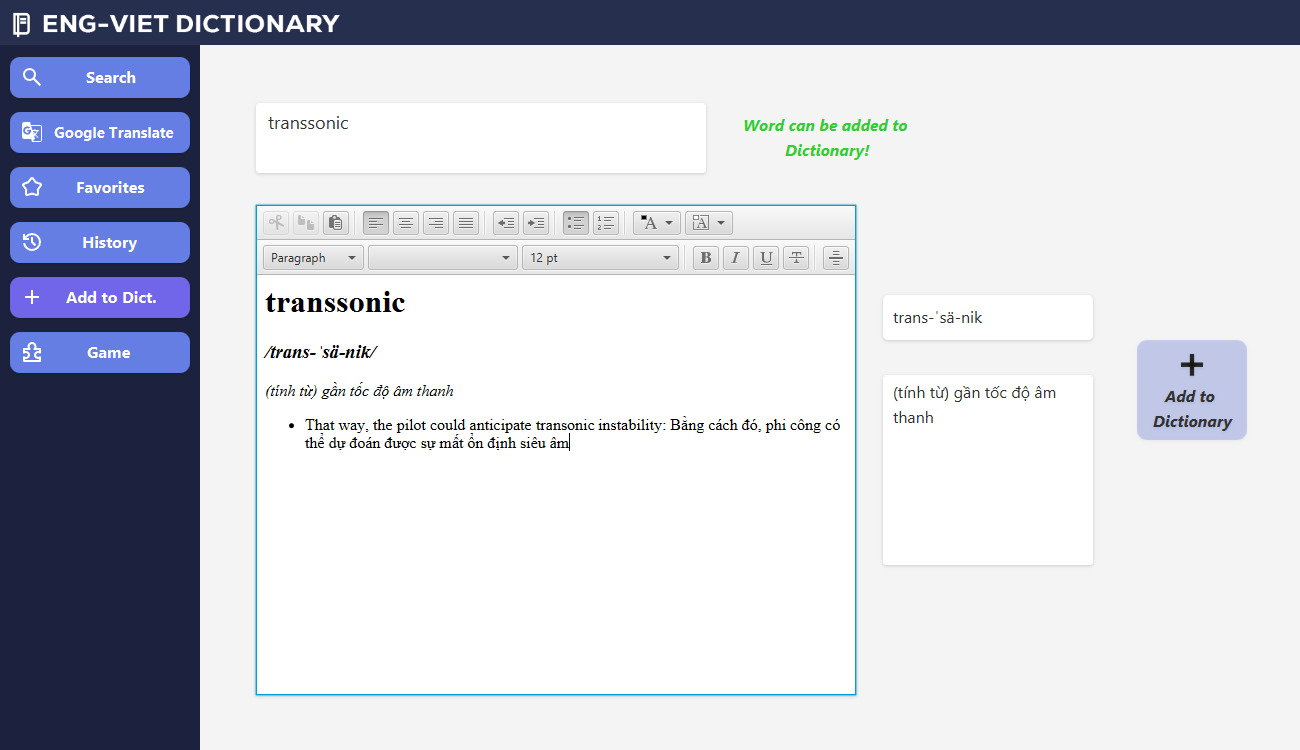 ENG-VIET DICTIONARY
Search
Google Translate
Favorites
History
Add to Dict.
Game
transsonic
Word can be added to
Dictionary!
Paragraph
12 pt
transsonic
/trans-ˈsä-nik/
(tính từ) gần tốc độ âm thanh
• That way, the pilot could anticipate transonic instability: Bằng cách đó, phi công có
thể dự đoán được sự mất ổn định siêu âm
trans-ˈsä-nik
(tính từ) gần tốc độ âm
thanh
Add to
Dictionary